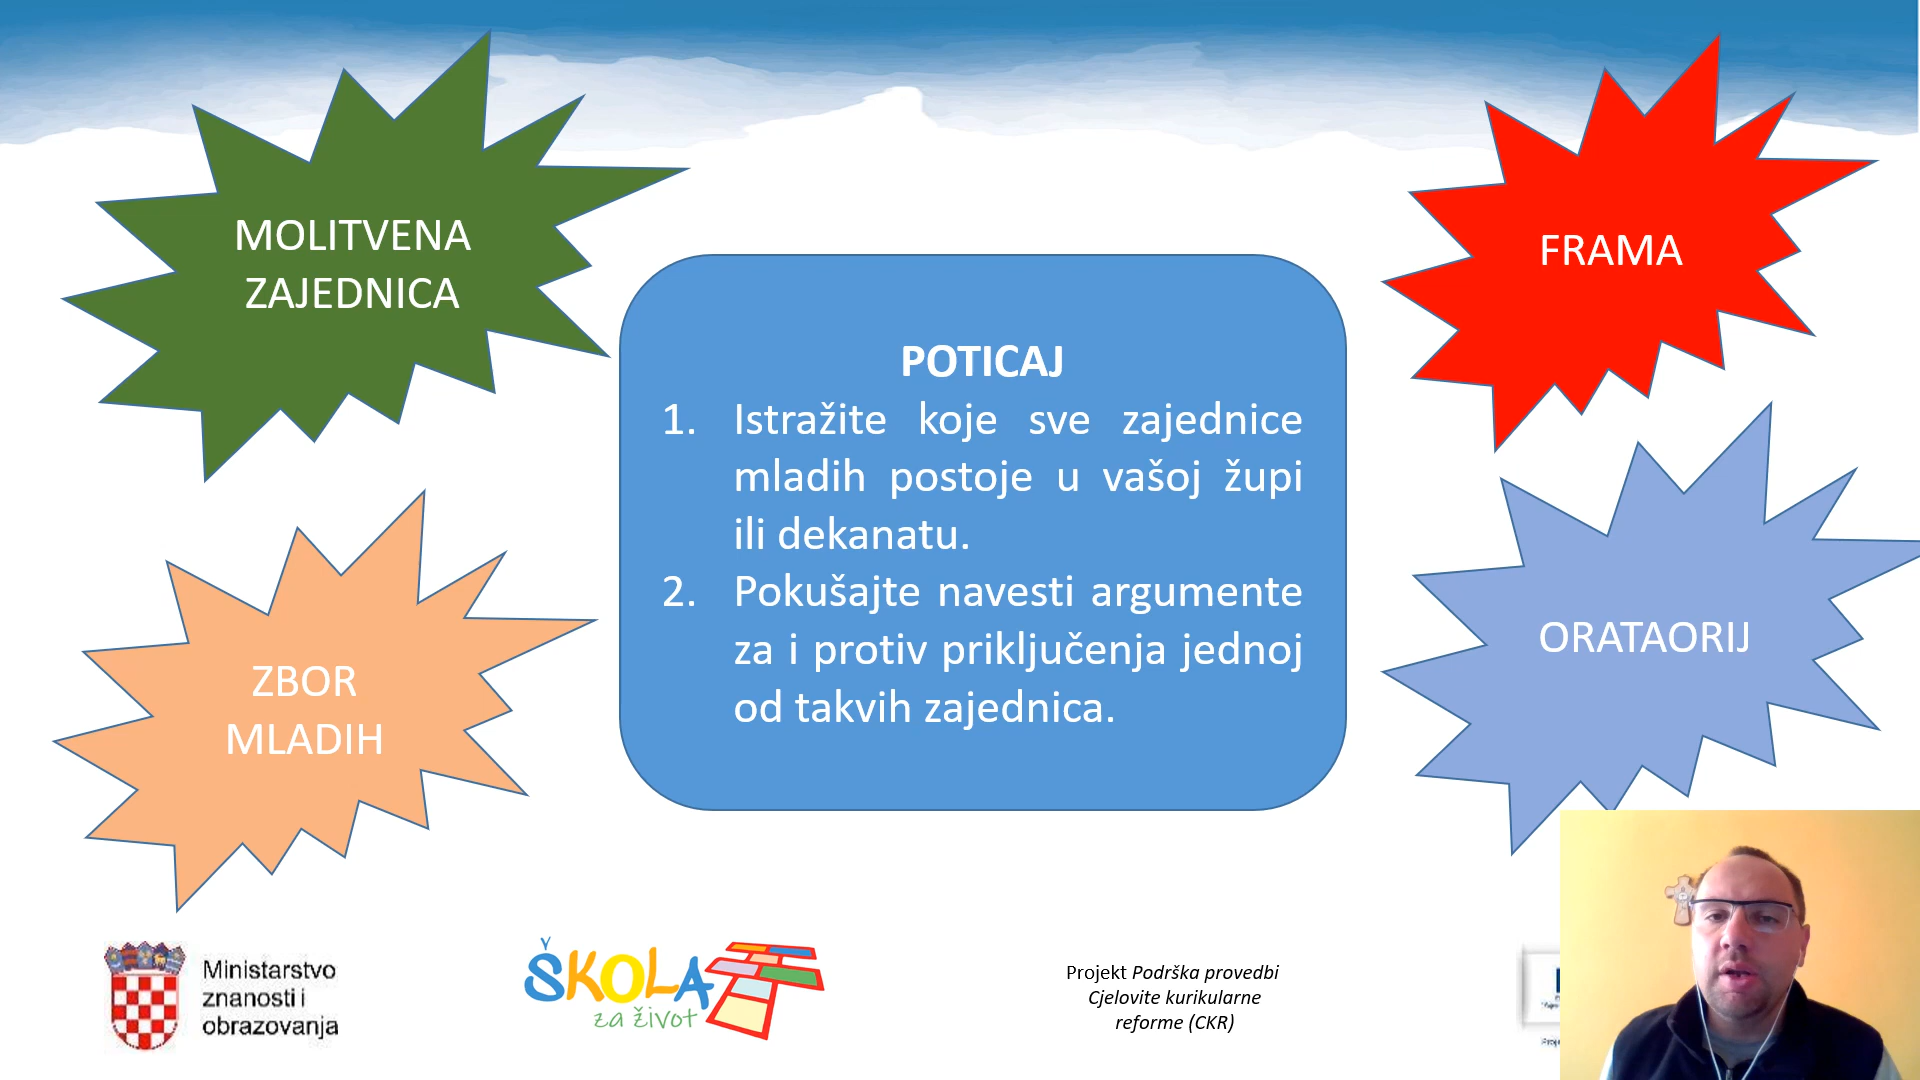 MOLITVENA
ZAJEDNICA
FRAMA
POTICAJ
1. Istražite koje sve zajednice
mladih postoje u vašoj župi
ili dekanatu.
2. Pokušajte navesti argumente
za i protiv priključenja jednoj
od takvih zajednica.
ZBOR
MLADIH
ORATAORIJ
Ministarstvo
znanosti i
obrazovanja
ŠKOLA
za život
Projekt Podrška provedbi
Cjelovite kurikularne
reforme (CKR)